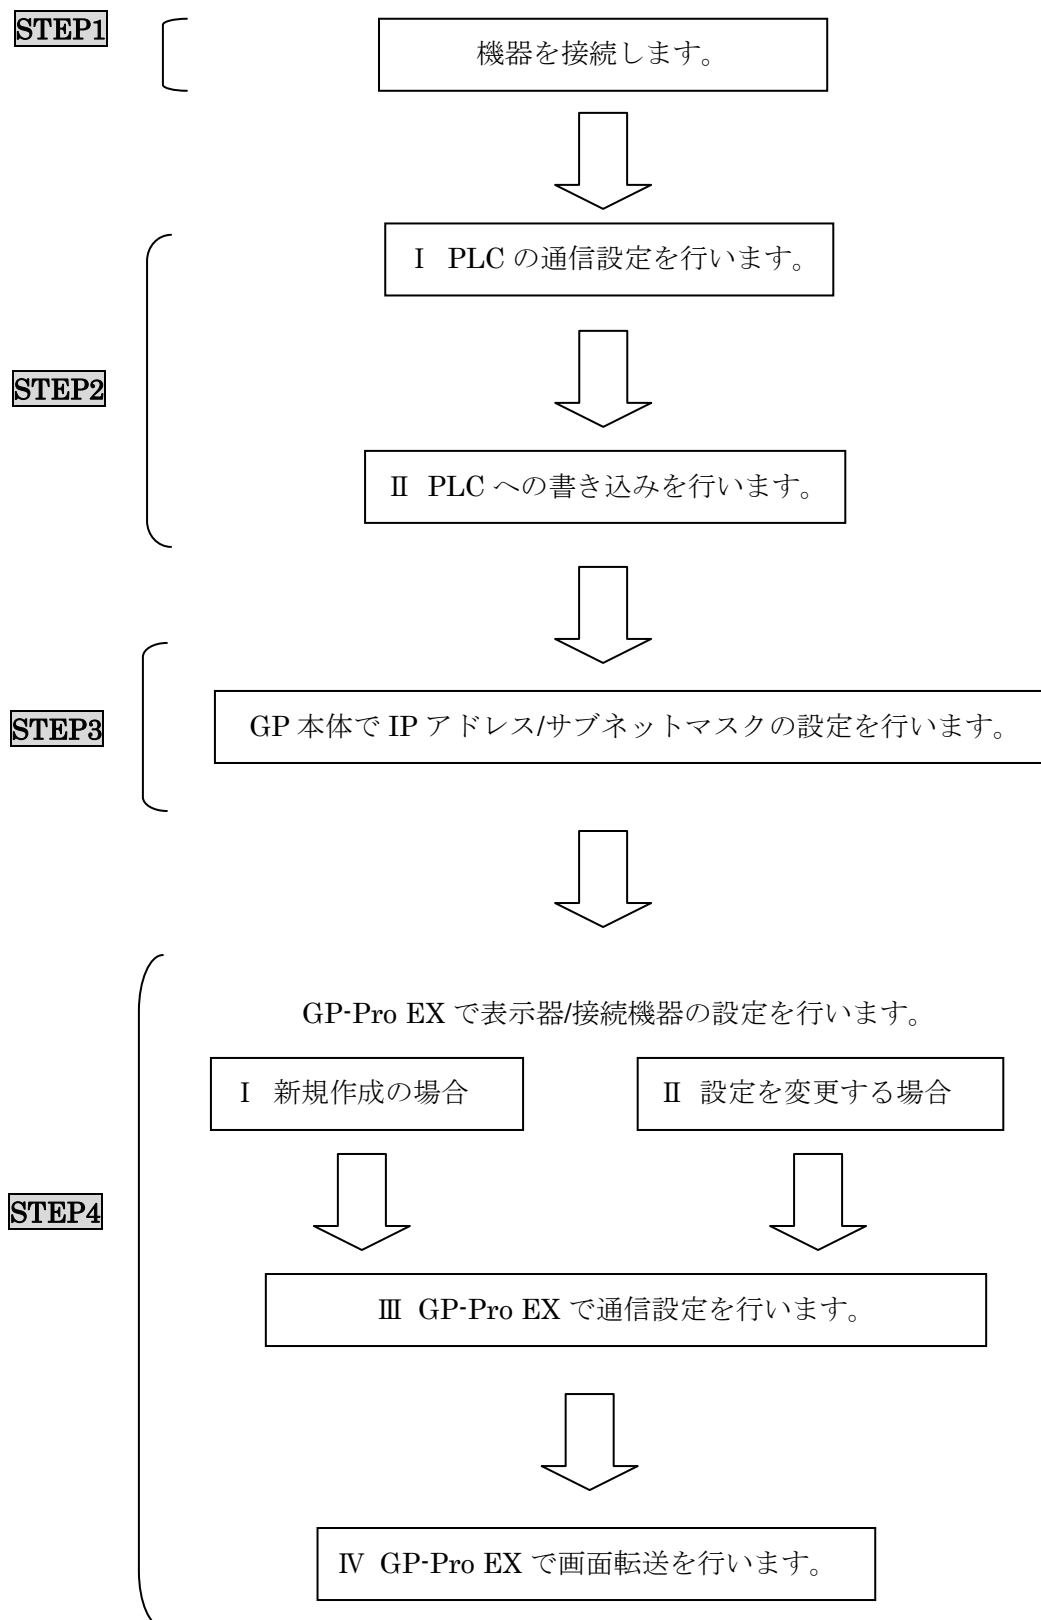 STEP1
機器を接続します。
Ⅰ PLC の通信設定を行います。
STEP2
Ⅱ PLC への書き込みを行います。
STEP3
GP 本体で IP アドレス/サブネットマスクの設定を行います。
GP-Pro EX で表示器/接続機器の設定を行います。
Ⅰ 新規作成の場合
Ⅱ 設定を変更する場合
STEP4
Ⅲ GP-Pro EX で通信設定を行います。
Ⅳ GP-Pro EX で画面転送を行います。